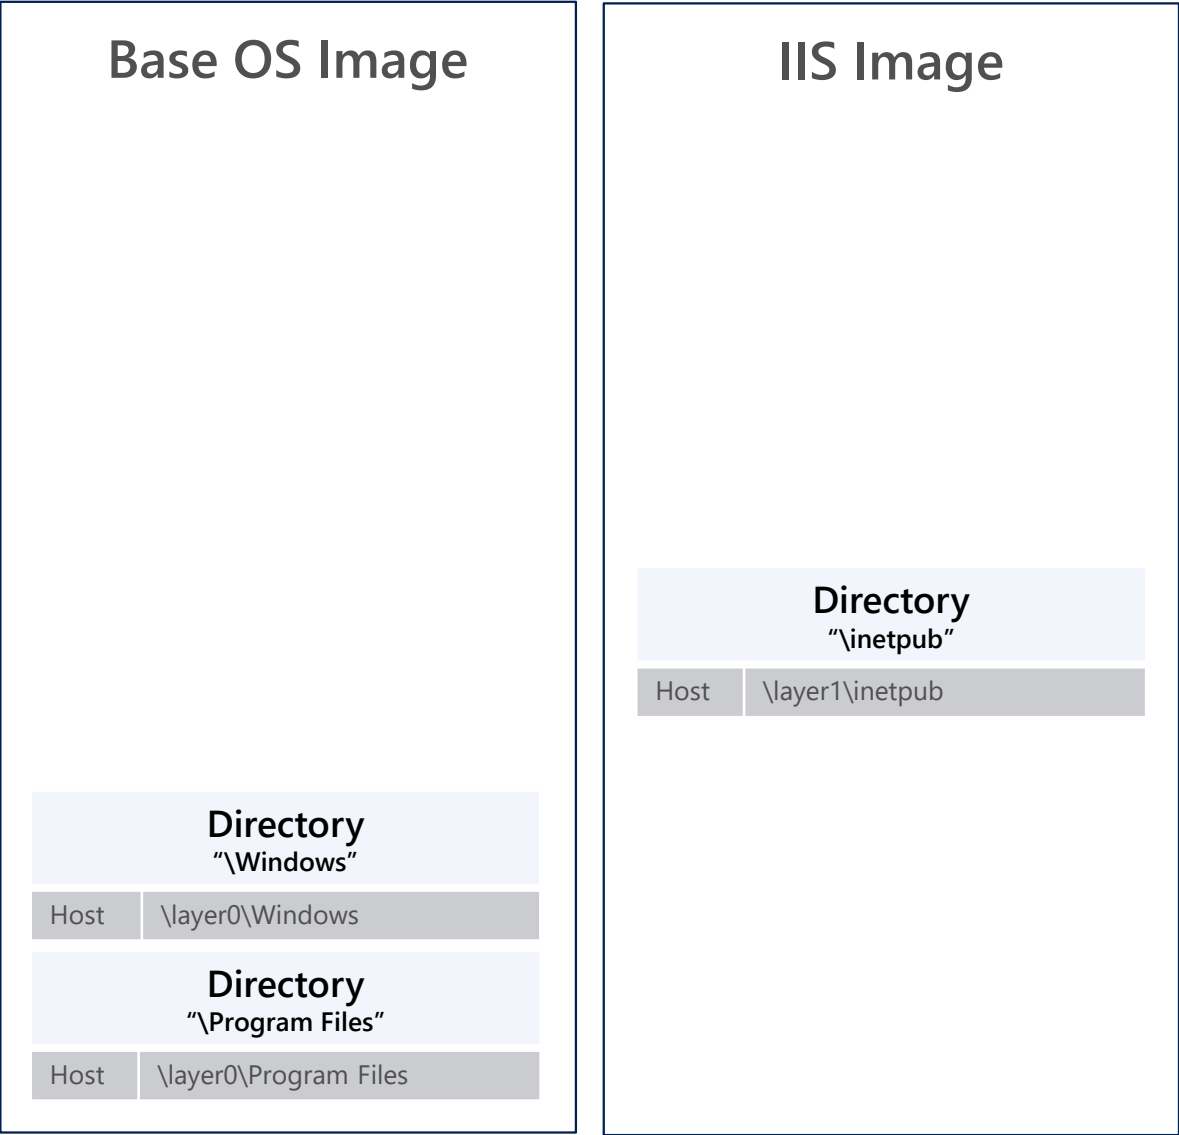 Base OS Image
Directory
“\Windows”
Host \layer0\Windows
Directory
“\Program Files”
Host \layer0\Program Files
IIS Image
Directory
“\inetpub”
Host \layer1\inetpub